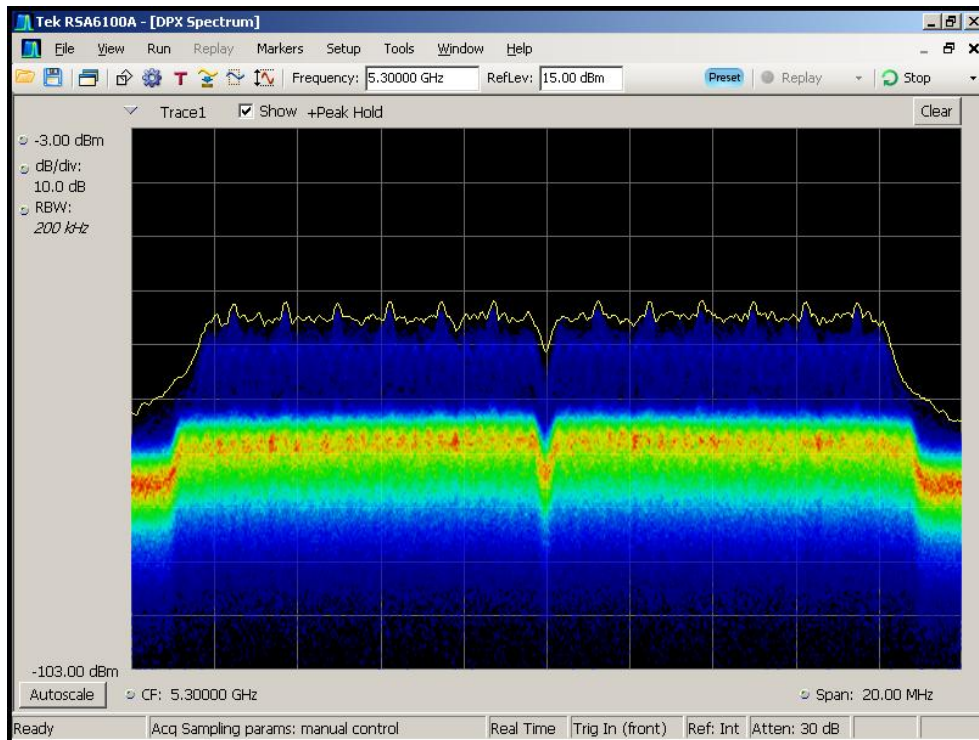 Tek RSA6100A - [DPX Spectrum]
File View Run Replay Markers Setup Tools Window Help
T Frequency: 5.30000 GHz RefLev: 15.00 dBm Preset Replay Stop
Trace1 Show +Peak Hold Clear
-3.00 dBm
dB/div:
10.0 dB
RBW:
200 kHz
-103.00 dBm
Autoscale CF: 5.30000 GHz Span: 20.00 MHz
Ready Acq Sampling params: manual control Real Time Trig In (front) Ref: Int Atten: 30 dB